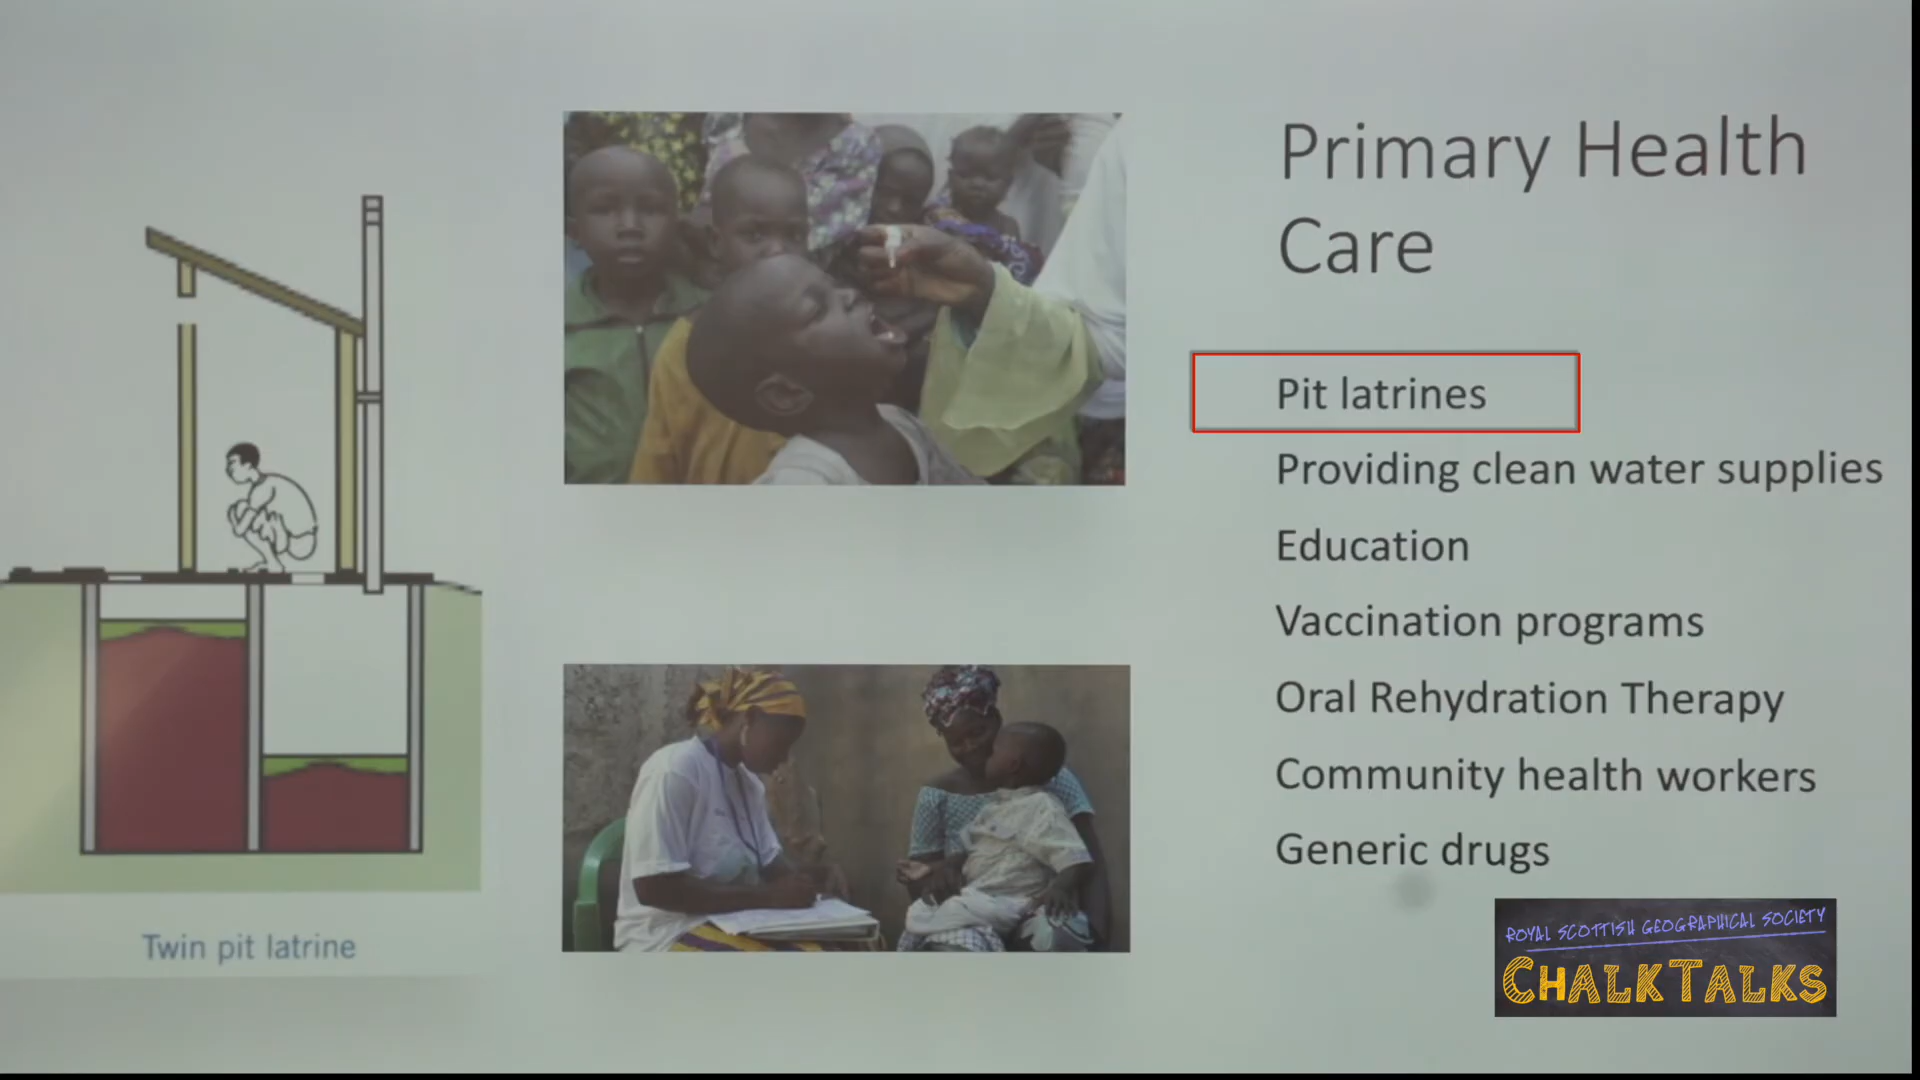 Primary Health
Care
Pit latrines
Providing clean water supplies
Education
Vaccination programs
Oral Rehydration Therapy
Community health workers
Generic drugs
Twin pit latrine
ROYAL SCOTTISH GEOGRAPHICAL SOCIETY
CHALKTALKS